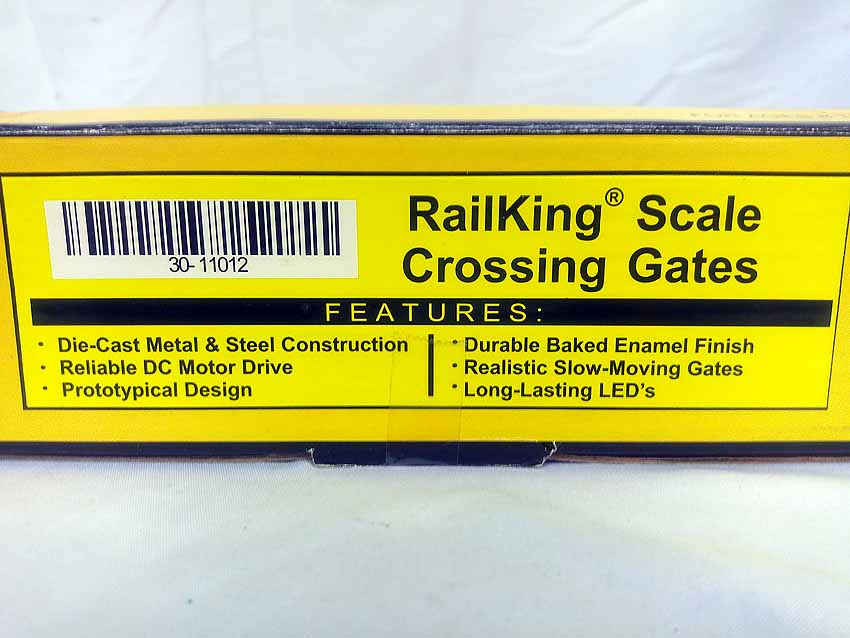 30-11012
RailKing® Scale
Crossing Gates
FEATURES:
· Die-Cast Metal & Steel Construction
· Reliable DC Motor Drive
· Prototypical Design
· Durable Baked Enamel Finish
· Realistic Slow-Moving Gates
· Long-Lasting LED's